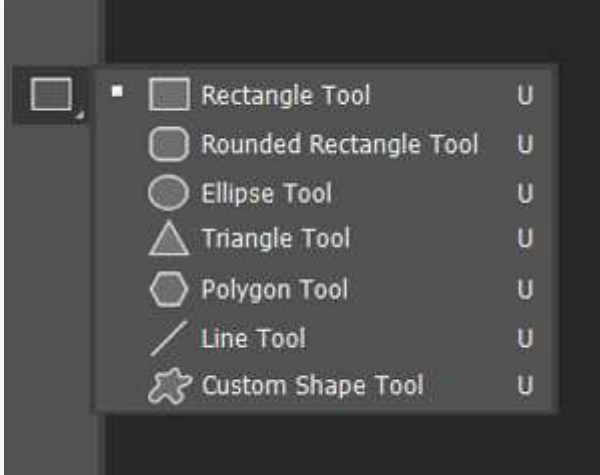 Rectangle Tool U
Rounded Rectangle Tool U
Ellipse Tool U
Triangle Tool U
Polygon Tool U
Line Tool U
Custom Shape Tool U